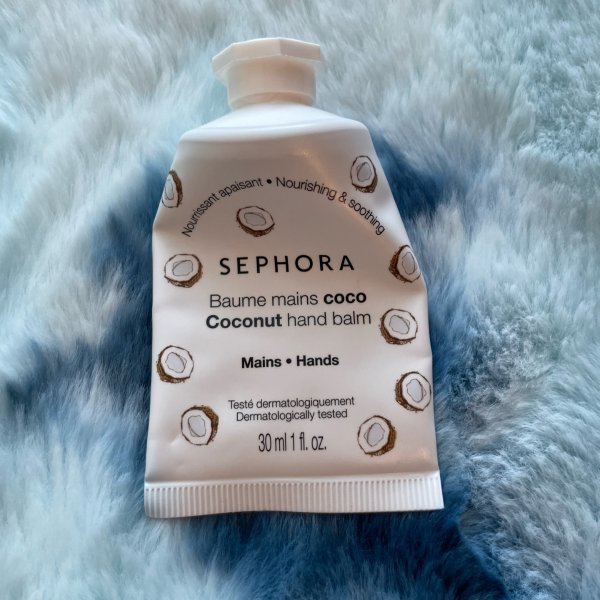 Nourrissant apaisant • Nourishing & soothing
SEPHORA
Baume mains coco
Coconut hand balm
Mains • Hands
Testé dermatologiquement
Dermatologically tested
30 ml 1 fl. oz.